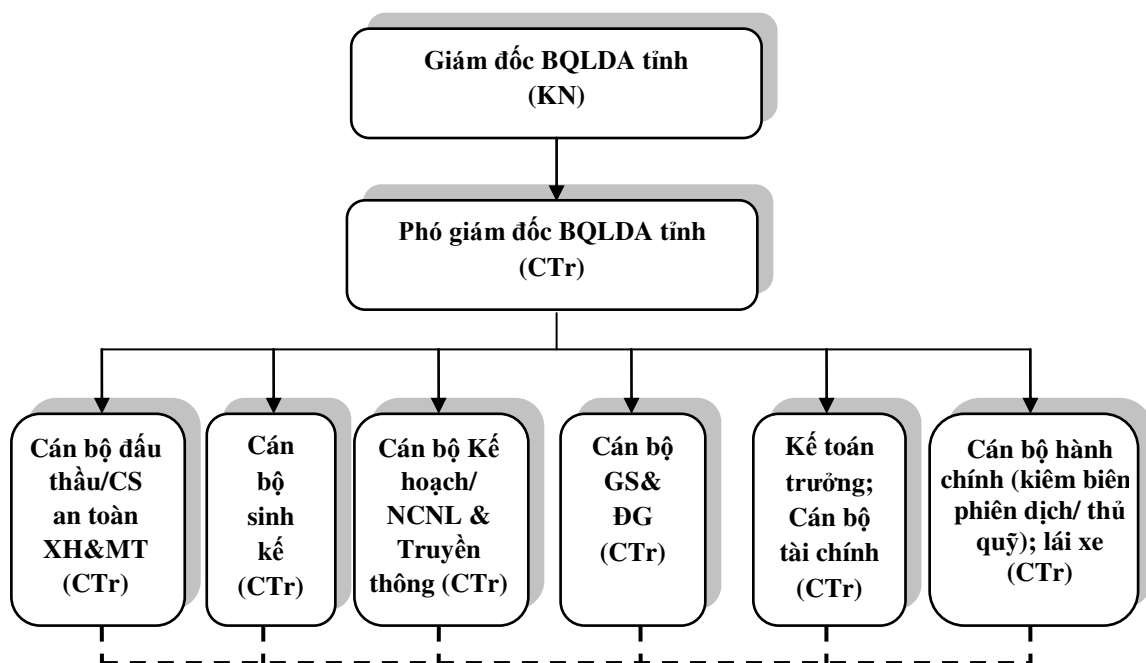 Giám đốc BQLDA tỉnh
(KN)
Phó giám đốc BQLDA tỉnh
(CTr)
Cán bộ đấu
thầu/CS
an toàn
XH&MT
(CTr)
Cán
bộ
sinh
kế
(CTr)
Cán bộ Kế
hoạch/
NCNL &
Truyền
thông (CTr)
Cán bộ
GS&
ĐG
(CTr)
Kế toán
trưởng;
Cán bộ
tài chính
(CTr)
Cán bộ hành
chính (kiêm biên
phiên dịch/ thủ
quỹ); lái xe
(CTr)